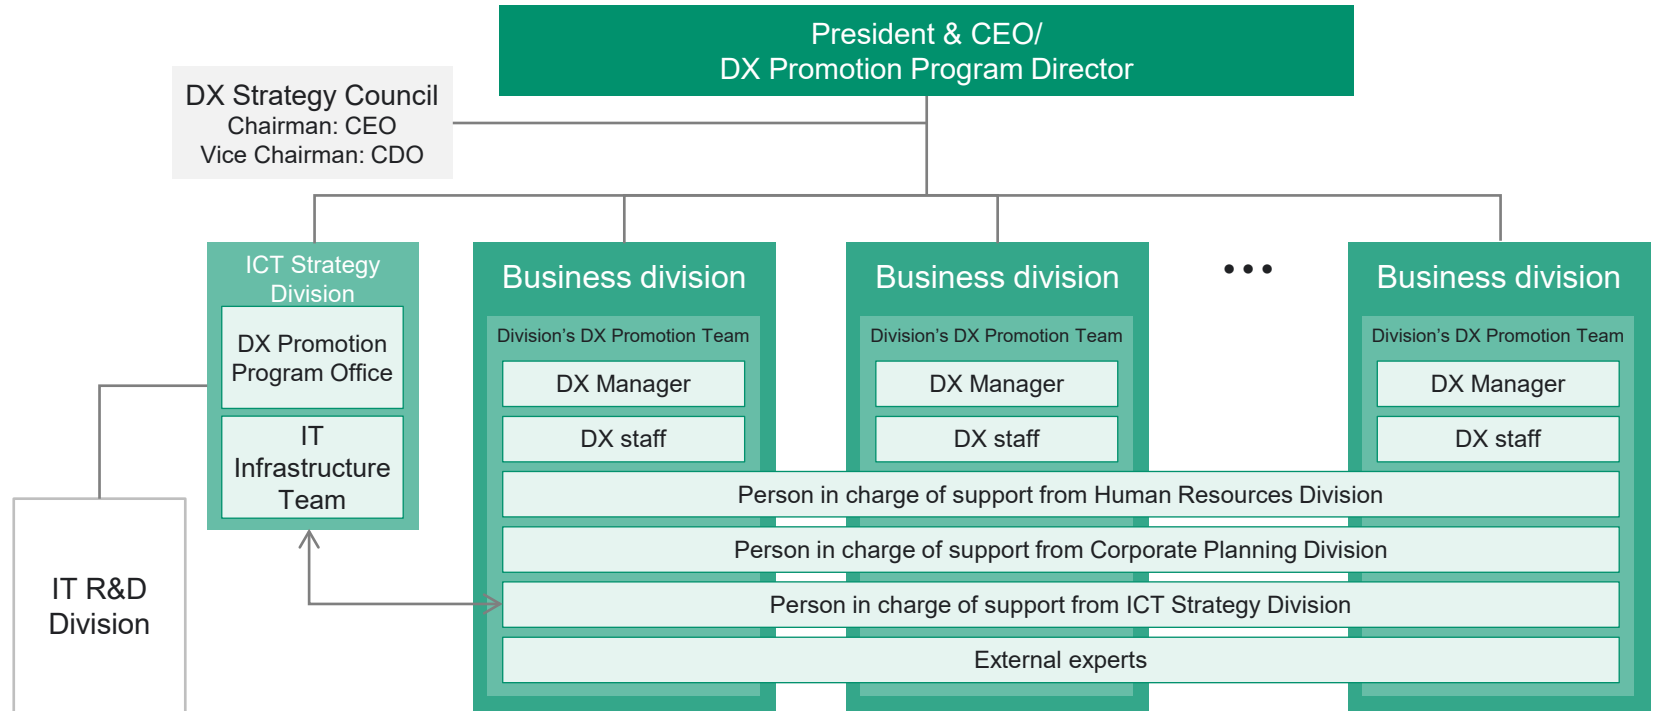 President & CEO/
DX Promotion Program Director
DX Strategy Council
Chairman: CEO
Vice Chairman: CDO
ICT Strategy
Division
DX Promotion
Program Office
IT
Infrastructure
Team
IT R&D
Division
Business division
Division's DX Promotion Team
DX Manager
DX staff
Business division
Division's DX Promotion Team
DX Manager
DX staff
•••
Business division
Division's DX Promotion Team
DX Manager
DX staff
Person in charge of support from Human Resources Division
Person in charge of support from Corporate Planning Division
Person in charge of support from ICT Strategy Division
External experts